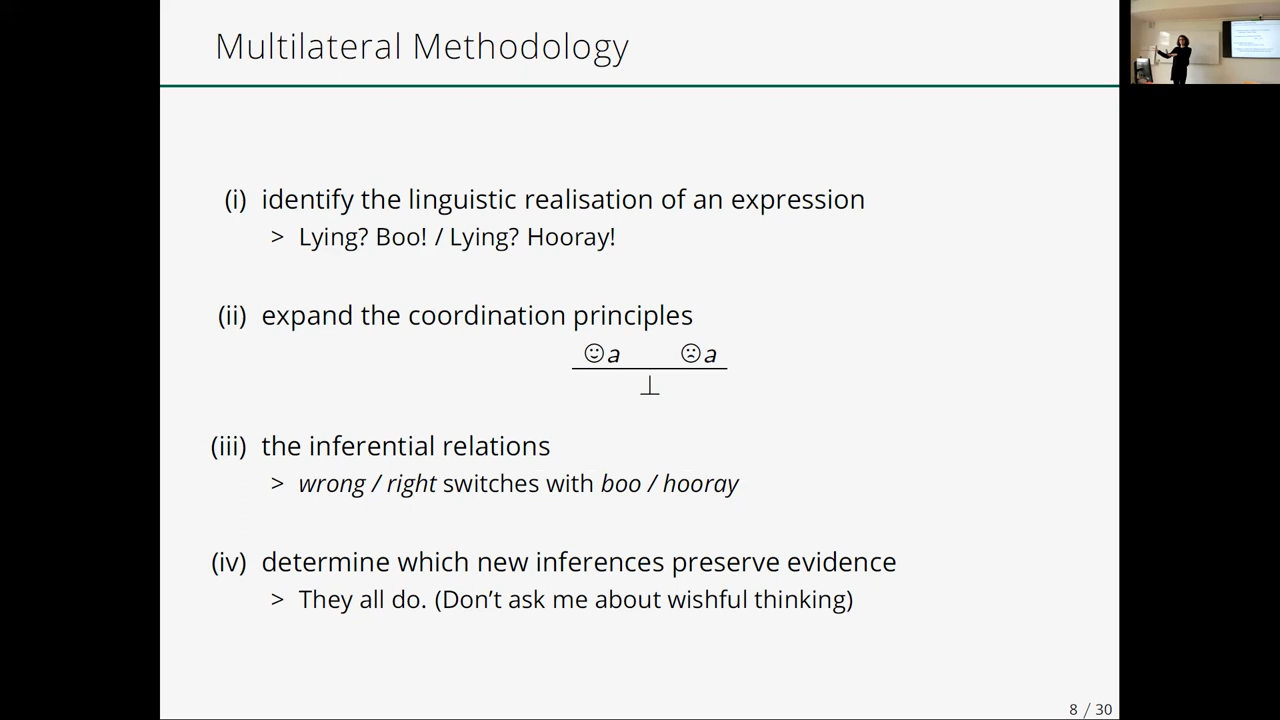 Multilateral Methodology
(i) identify the linguistic realisation of an expression
> Lying? Boo! / Lying? Hooray!
(ii) expand the coordination principles
☺a ☹a
⊥
(iii) the inferential relations
> wrong / right switches with boo / hooray
(iv) determine which new inferences preserve evidence
> They all do. (Don't ask me about wishful thinking)
8 / 30